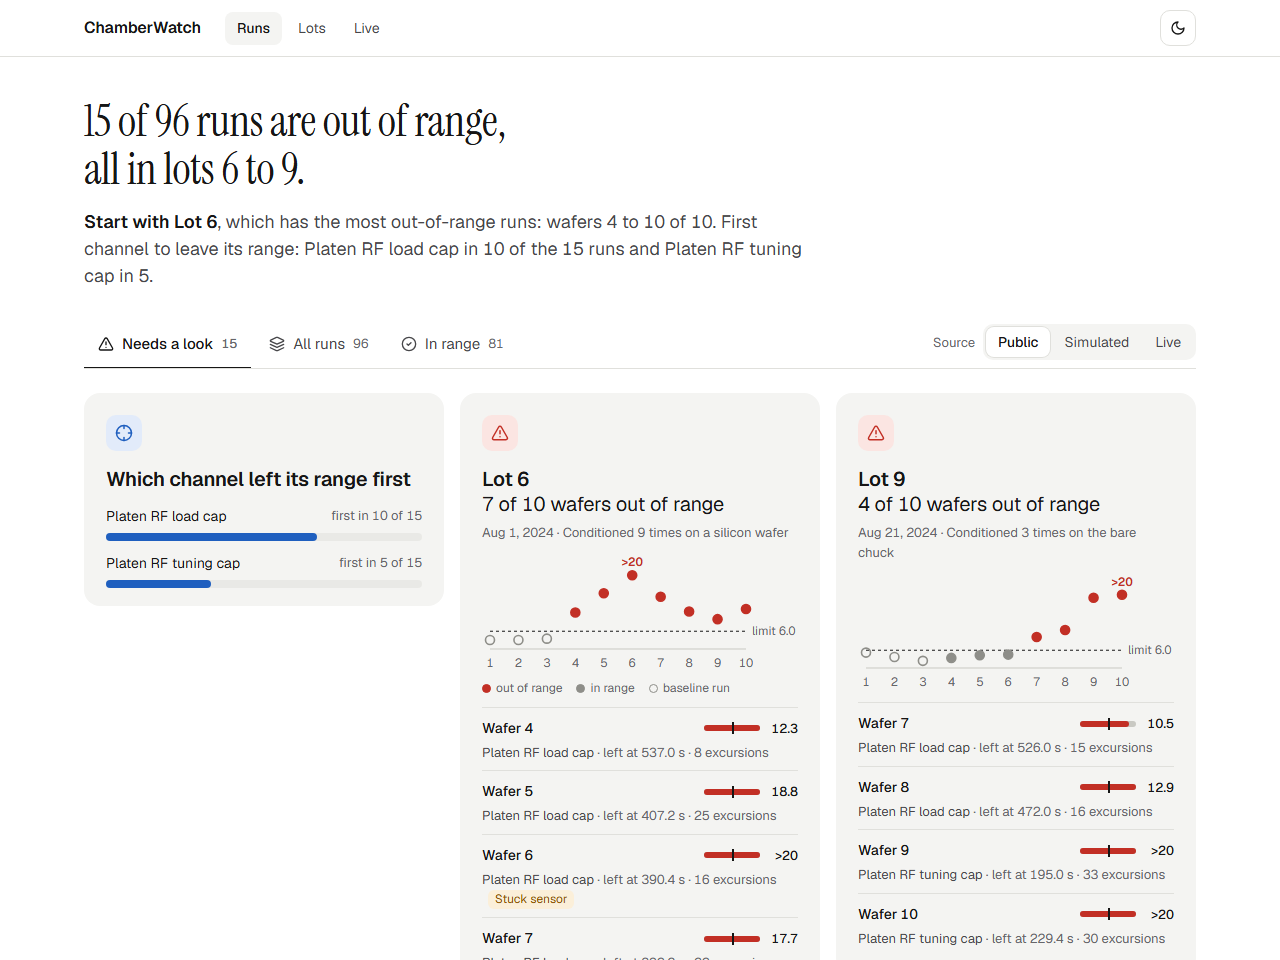 ChamberWatch Runs Lots Live
15 of 96 runs are out of range,
all in lots 6 to 9.
Start with Lot 6, which has the most out-of-range runs: wafers 4 to 10 of 10. First
channel to leave its range: Platen RF load cap in 10 of the 15 runs and Platen RF tuning
cap in 5.
Needs a look 15 All runs 96 In range 81 Source Public Simulated Live
Which channel left its range first
Platen RF load cap first in 10 of 15
Platen RF tuning cap first in 5 of 15
Lot 6
7 of 10 wafers out of range
Aug 1, 2024 · Conditioned 9 times on a silicon wafer
>20
limit 6.0
1 2 3 4 5 6 7 8 9 10
out of range in range baseline run
Wafer 4 12.3
Platen RF load cap · left at 537.0 s · 8 excursions
Wafer 5 18.8
Platen RF load cap · left at 407.2 s · 25 excursions
Wafer 6 >20
Platen RF load cap · left at 390.4 s · 16 excursions
Stuck sensor
Wafer 7 17.7
Lot 9
4 of 10 wafers out of range
Aug 21, 2024 · Conditioned 3 times on the bare
chuck
>20
limit 6.0
1 2 3 4 5 6 7 8 9 10
Wafer 7 10.5
Platen RF load cap · left at 526.0 s · 15 excursions
Wafer 8 12.9
Platen RF load cap · left at 472.0 s · 16 excursions
Wafer 9 >20
Platen RF tuning cap · left at 195.0 s · 33 excursions
Wafer 10 >20
Platen RF tuning cap · left at 229.4 s · 30 excursions